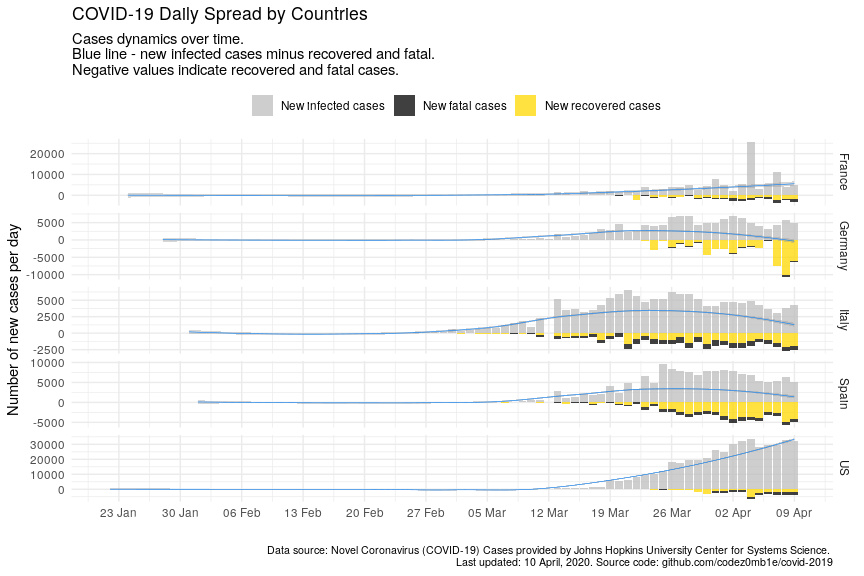 COVID-19 Daily Spread by Countries
Cases dynamics over time.
Blue line - new infected cases minus recovered and fatal.
Negative values indicate recovered and fatal cases.
New infected cases New fatal cases New recovered cases
Number of new cases per day
20000
10000
0
France
5000
0
-5000
-10000
Germany
5000
2500
0
-2500
Italy
10000
5000
0
-5000
Spain
30000
20000
10000
0
US
23 Jan 30 Jan 06 Feb 13 Feb 20 Feb 27 Feb 05 Mar 12 Mar 19 Mar 26 Mar 02 Apr 09 Apr
Data source: Novel Coronavirus (COVID-19) Cases provided by Johns Hopkins University Center for Systems Science.
Last updated: 10 April, 2020. Source code: github.com/codez0mb1e/covid-2019